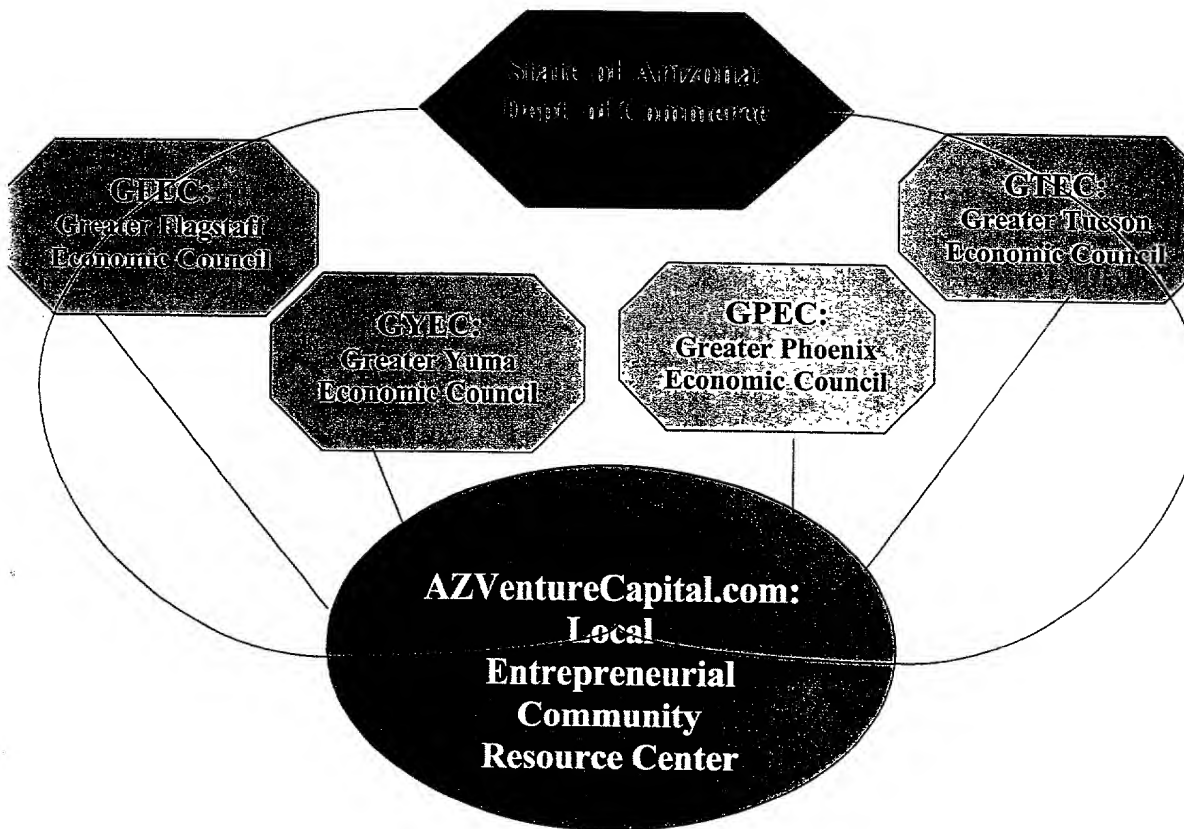 State of Arizona:
Dept of Commerce
GFEC:
Greater Flagstaff
Economic Council
GTEC:
Greater Tucson
Economic Council
GYEC:
Greater Yuma
Economic Council
GPEC:
Greater Phoenix
Economic Council
AZVentureCapital.com:
Local
Entrepreneurial
Community
Resource Center